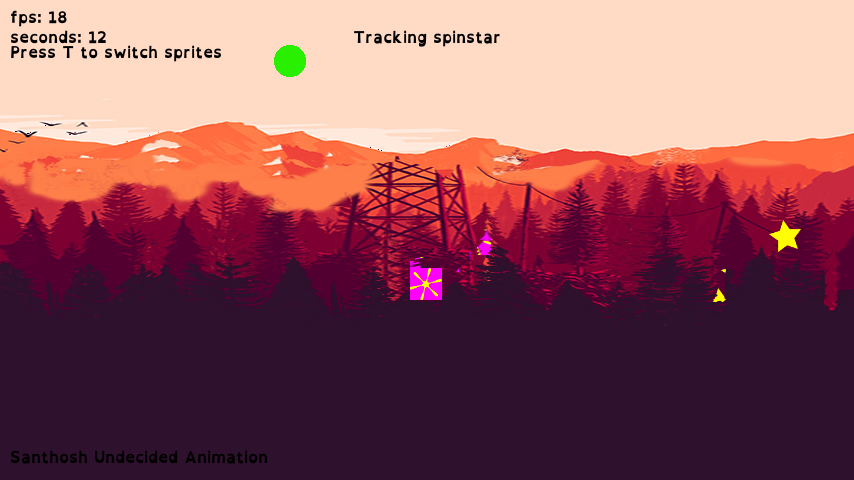 fps: 18
seconds: 12
Tracking spinstar
Press T to switch sprites
Santhosh Undecided Animation